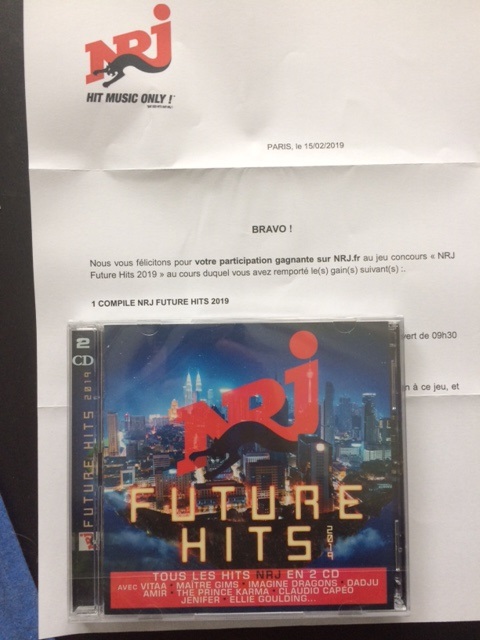 NRJ
HIT MUSIC ONLY !
PARIS, le 15/02/2019
BRAVO !
Nous vous félicitons pour votre participation gagnante sur NRJ.fr au jeu concours « NRJ
Future Hits 2019 » au cours duquel vous avez remporté le(s) gain(s) suivant(s) :.
1 COMPILE NRJ FUTURE HITS 2019
vert de 09h30
à ce jeu, et
2
CD
FUTURE HITS 2019
NRJ
FUTURE
HITS 2019
TOUS LES HITS NRJ EN 2 CD
AVEC VITAA • MAÎTRE GIMS • IMAGINE DRAGONS • DADJU
AMIR • THE PRINCE KARMA • CLAUDIO CAPÉO
JENIFER • ELLIE GOULDING...